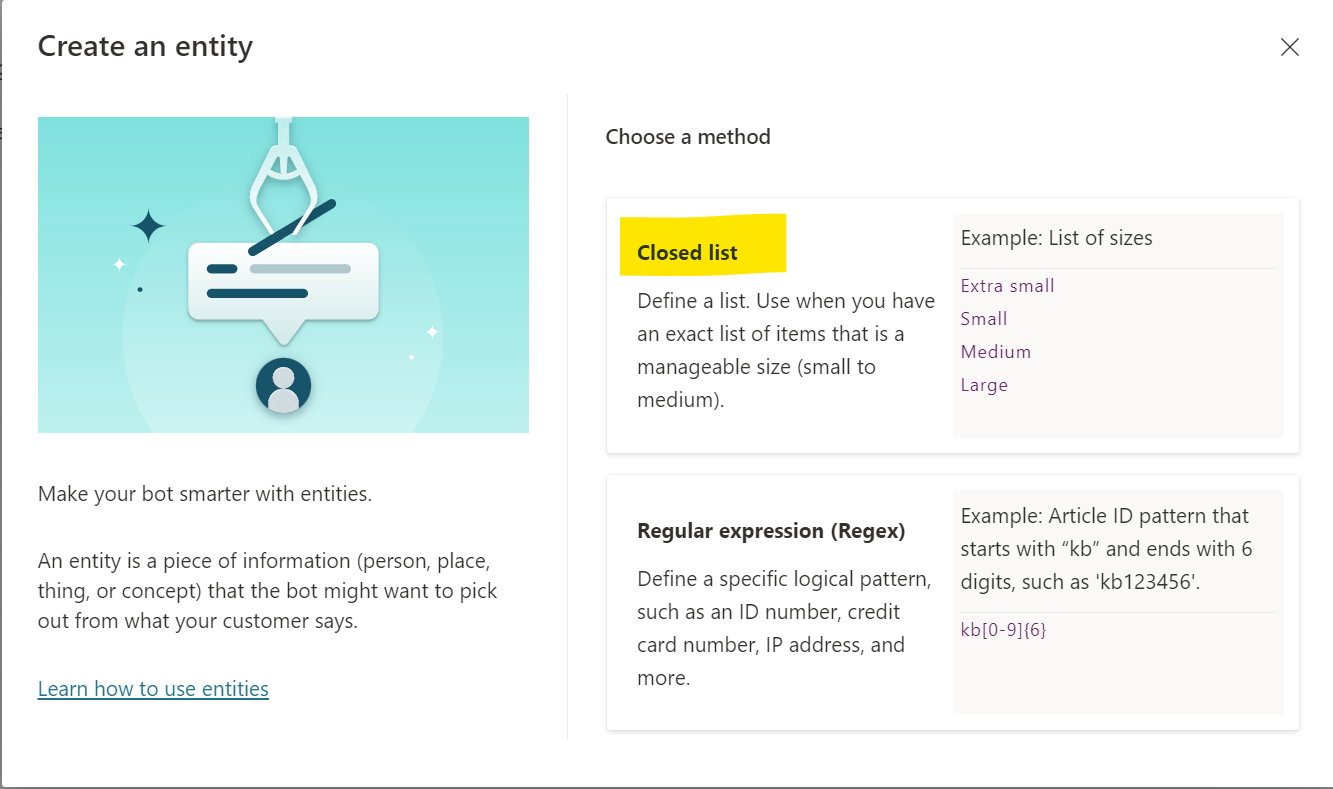 Create an entity
Make your bot smarter with entities.
An entity is a piece of information (person, place,
thing, or concept) that the bot might want to pick
out from what your customer says.
Learn how to use entities
Choose a method
Closed list
Define a list. Use when you have
an exact list of items that is a
manageable size (small to
medium).
Example: List of sizes
Extra small
Small
Medium
Large
Regular expression (Regex)
Define a specific logical pattern,
such as an ID number, credit
card number, IP address, and
more.
Example: Article ID pattern that
starts with “kb” and ends with 6
digits, such as 'kb123456'.
kb[0-9]{6}